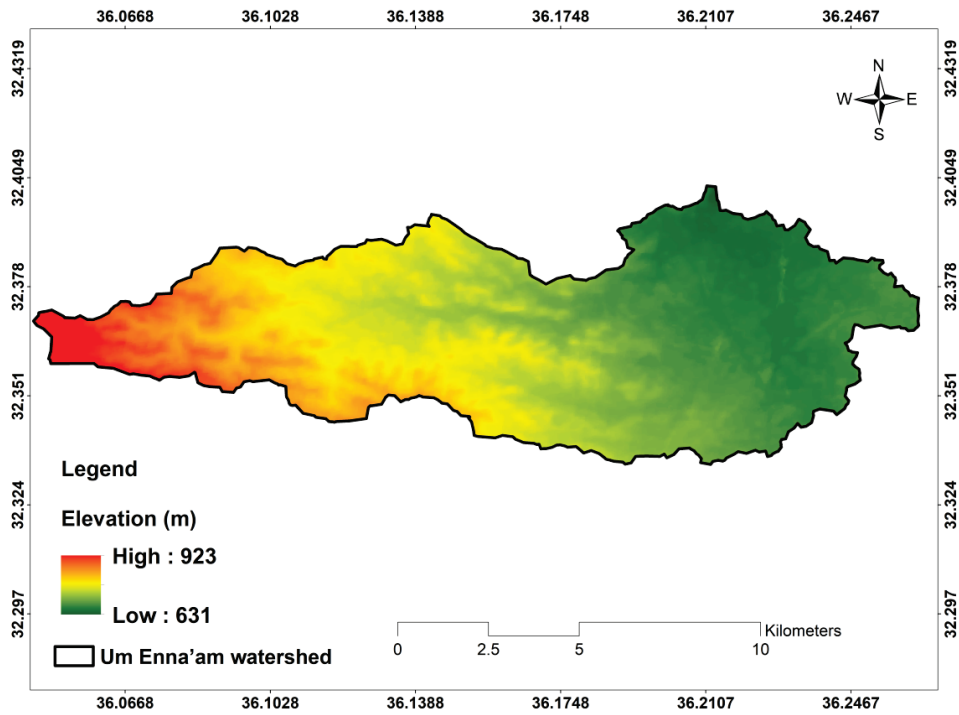 36.0668 36.1028 36.1388 36.1748 36.2107 36.2467
32.4319 32.4319
N
W E
S
32.4049 32.4049
32.378 32.378
32.351 32.351
Legend
32.324 32.324
Elevation (m)
High : 923
Low : 631
32.297 32.297
Kilometers
0 2.5 5 10
Um Enna'am watershed
36.0668 36.1028 36.1388 36.1748 36.2107 36.2467